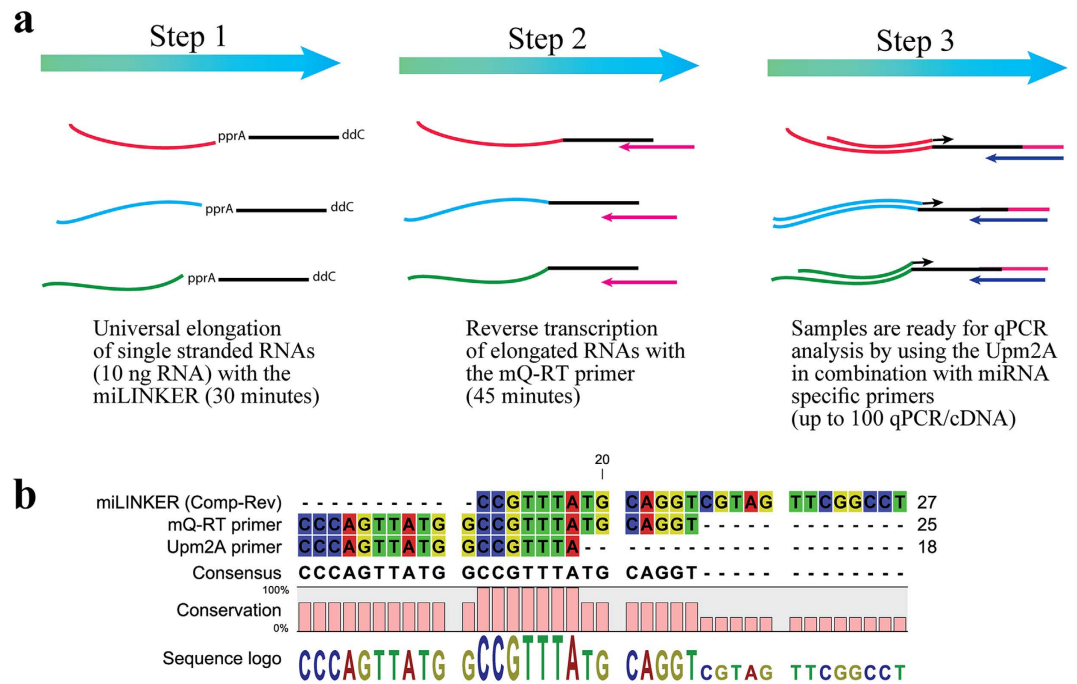 a
Step 1
Step 2
Step 3
pprA
ddC
pprA
ddC
pprA
ddC
Universal elongation
of single stranded RNAs
(10 ng RNA) with the
miLINKER (30 minutes)
Reverse transcription
of elongated RNAs with
the mQ-RT primer
(45 minutes)
Samples are ready for qPCR
analysis by using the Upm2A
in combination with miRNA
specific primers
(up to 100 qPCR/cDNA)
b
20
miLINKER (Comp-Rev) - - - - - - - - - - - CCGTTTATG CAGGTCGTAG TTCGGCCT 27
mQ-RT primer CCCAGTTATG GCCGTTTATG CAGGT - - - - - - - - - - - - - 25
Upm2A primer CCCAGTTATG GCCGTTTA - - - - - - - - - - - - - - - - - - - - 18
Consensus CCCAGTTATG GCCGTTTATG CAGGT - - - - - - - - - - - - -
100%
Conservation
0%
Sequence logo CCCAGTTATG GCCGTTTATG CAGGTCGTAG TTCGGCCT